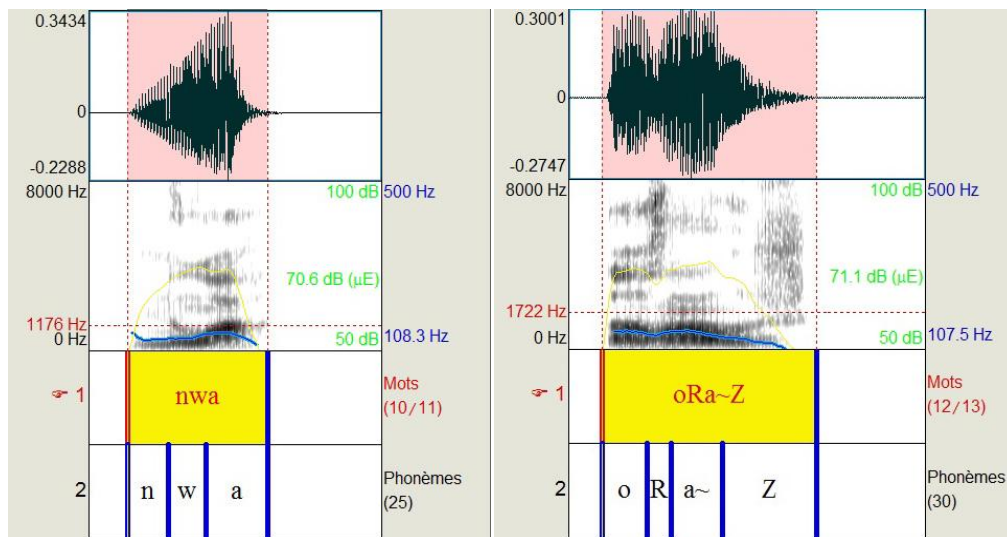 0.3434
0
-0.2288
8000 Hz
100 dB
500 Hz
70.6 dB (µE)
1176 Hz
0 Hz
50 dB
108.3 Hz
☞ 1
nwa
Mots
(10/11)
2
n w a
Phonèmes
(25)
0.3001
0
-0.2747
8000 Hz
100 dB
500 Hz
71.1 dB (µE)
1722 Hz
0 Hz
50 dB
107.5 Hz
☞ 1
oRa~Z
Mots
(12/13)
2
o R a~ Z
Phonèmes
(30)